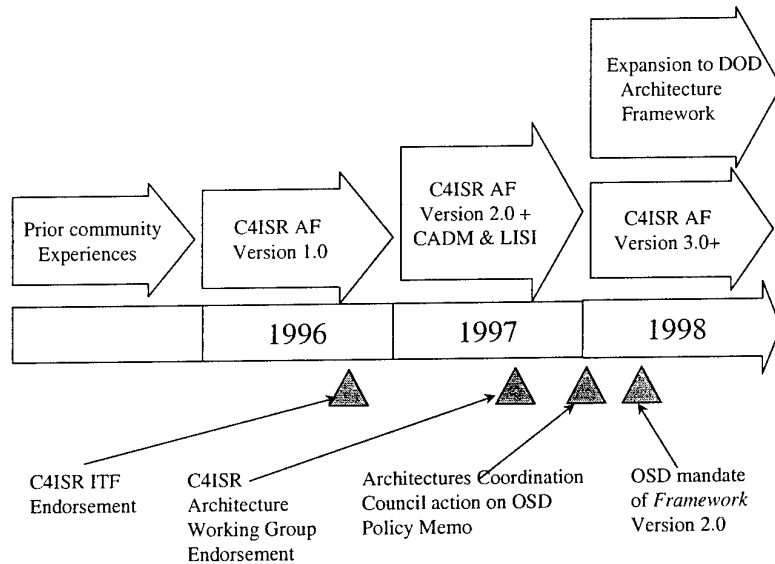 Expansion to DOD
Architecture
Framework
Prior community
Experiences
C4ISR AF
Version 1.0
C4ISR AF
Version 2.0 +
CADM & LISI
C4ISR AF
Version 3.0+
1996
1997
1998
C4ISR ITF
Endorsement
C4ISR
Architecture
Working Group
Endorsement
Architectures Coordination
Council action on OSD
Policy Memo
OSD mandate
of Framework
Version 2.0